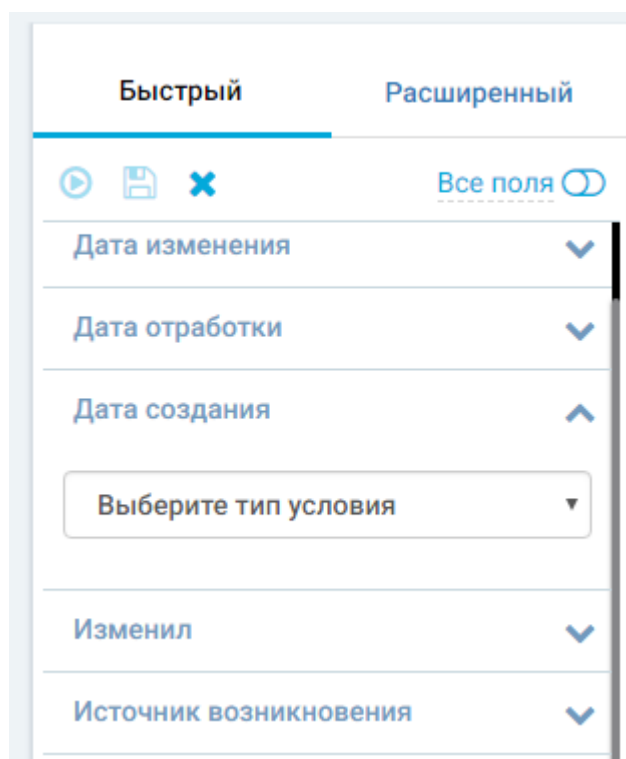 Быстрый Расширенный
Все поля
Дата изменения
Дата отработки
Дата создания
Выберите тип условия
Изменил
Источник возникновения